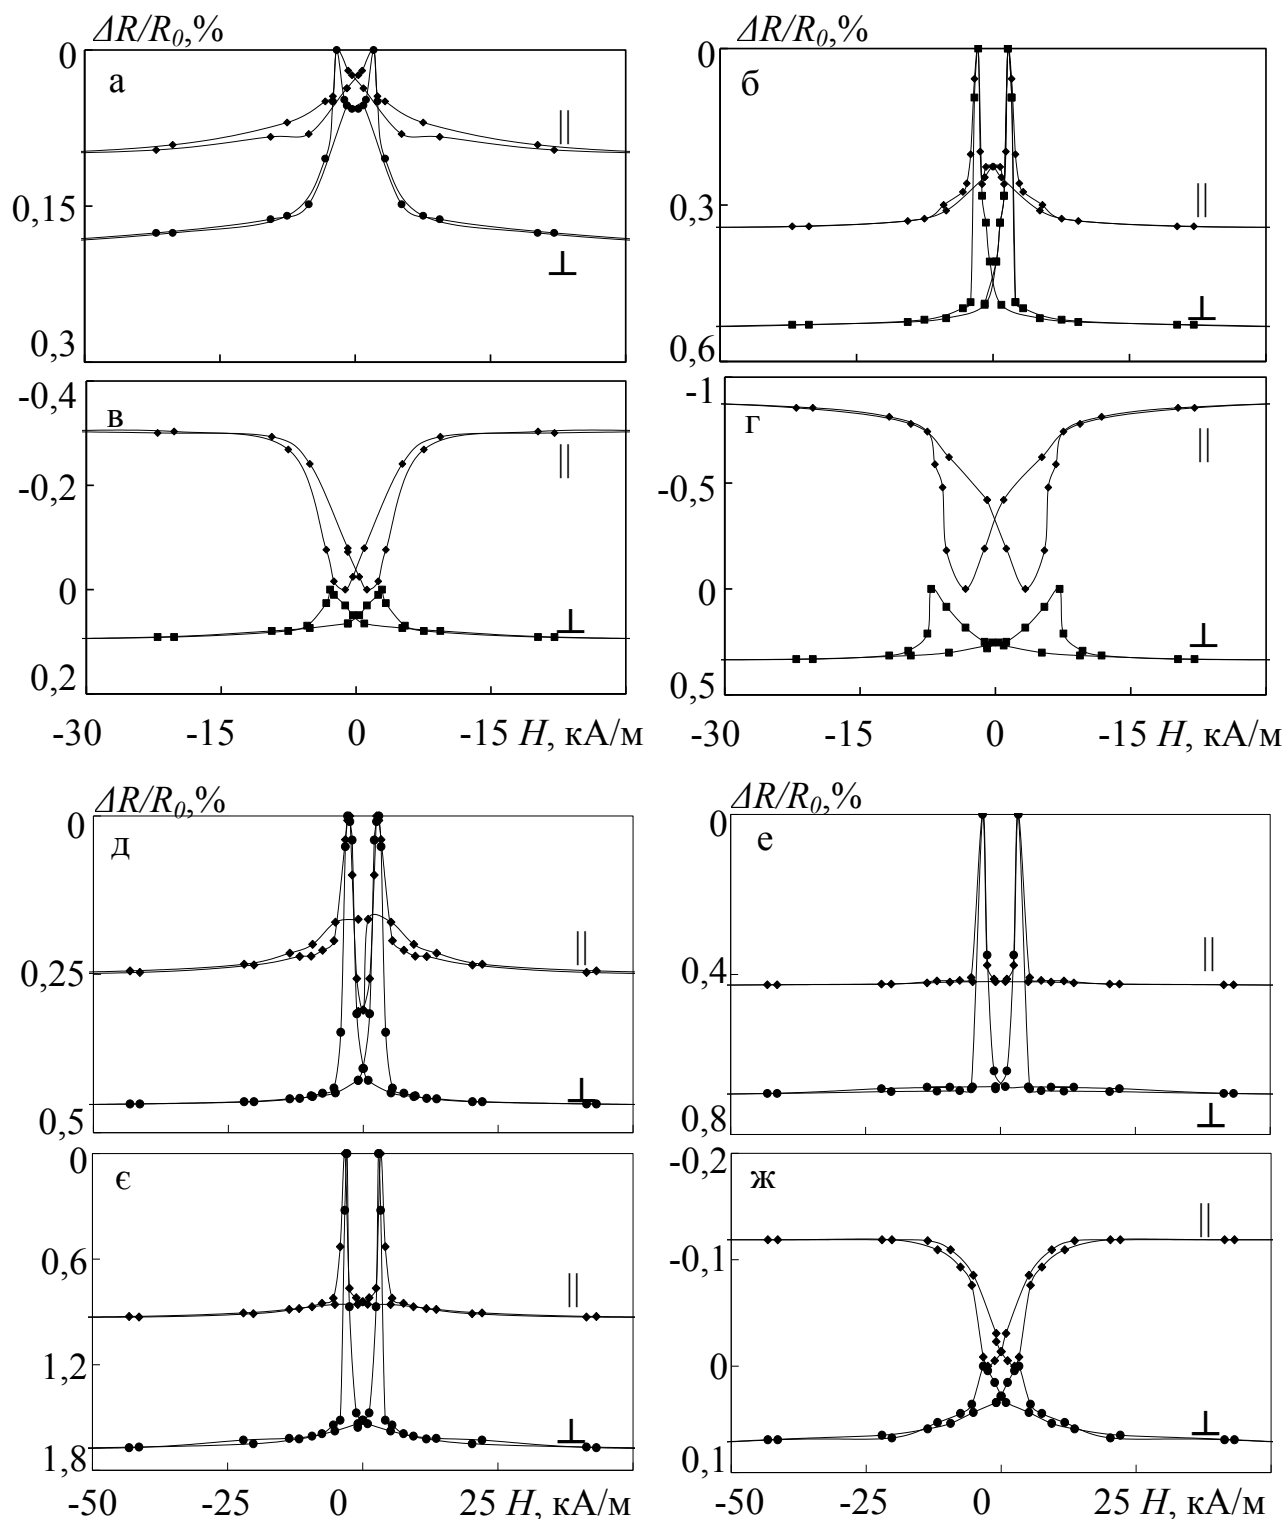 ΔR/R₀,%
0
а
||
0,15
⊥
0,3
ΔR/R₀,%
0
б
||
0,3
⊥
0,6
-0,4
в
||
-0,2
0
⊥
0,2
-30 -15 0 -15 H, кА/м
-1
г
||
-0,5
0
⊥
0,5
-30 -15 0 -15 H, кА/м
ΔR/R₀,%
0
д
||
0,25
⊥
0,5
ΔR/R₀,%
0
е
||
0,4
⊥
0,8
0
є
0,6
||
1,2
⊥
1,8
-50 -25 0 25 H, кА/м
-0,2
ж
||
-0,1
0
⊥
0,1
-50 -25 0 25 H, кА/м